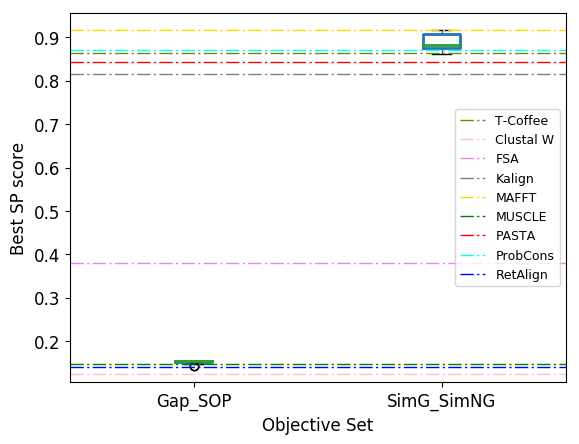 Best SP score
0.9
0.8
0.7
0.6
0.5
0.4
0.3
0.2
T-Coffee
Clustal W
FSA
Kalign
MAFFT
MUSCLE
PASTA
ProbCons
RetAlign
Gap_SOP
SimG_SimNG
Objective Set